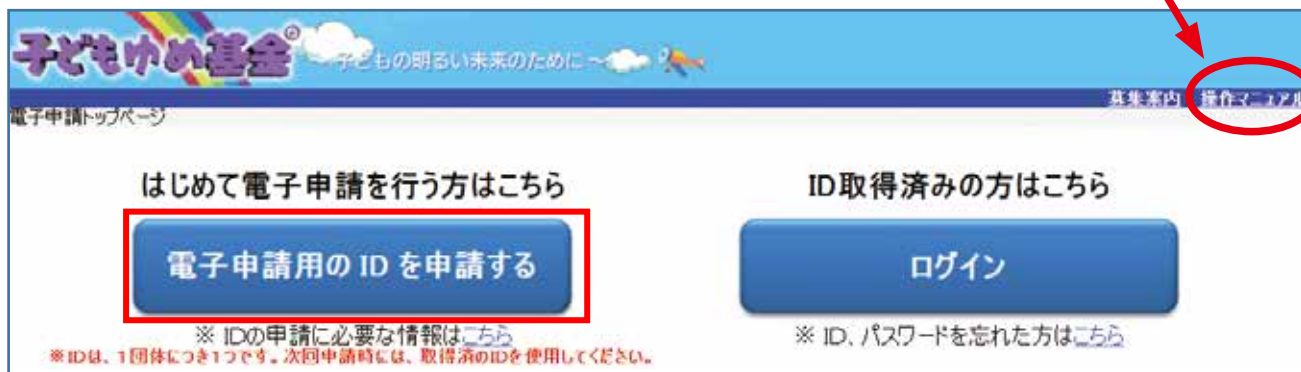 子どもゆめ基金
子どもの明るい未来のために~
募集案内 操作マニュアル
電子申請トップページ
はじめて電子申請を行う方はこちら
ID取得済みの方はこちら
電子申請用の ID を申請する
ログイン
※ IDの申請に必要な情報はこちら
※ ID、パスワードを忘れた方はこちら
※IDは、1団体につき1つです。次回申請時には、取得済のIDを使用してください。